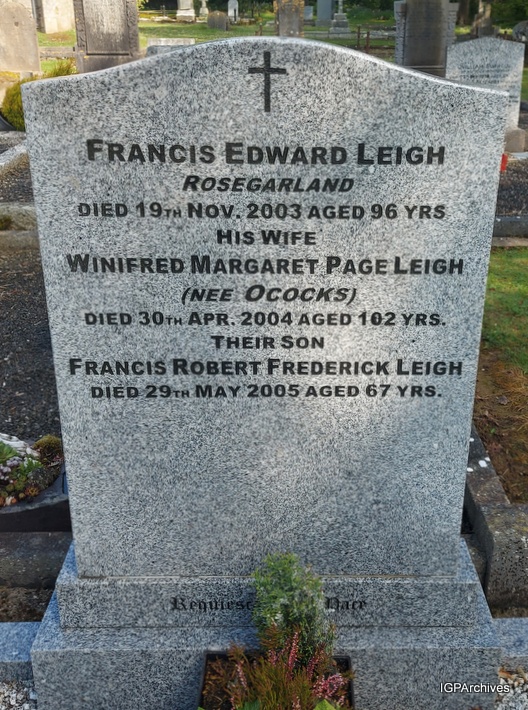 FRANCIS EDWARD LEIGH
ROSEGARLAND
DIED 19TH NOV. 2003 AGED 96 YRS
HIS WIFE
WINIFRED MARGARET PAGE LEIGH
(NEE OCOCKS)
DIED 30TH APR. 2004 AGED 102 YRS.
THEIR SON
FRANCIS ROBERT FREDERICK LEIGH
DIED 29TH MAY 2005 AGED 67 YRS.
Pace
IGPArchives